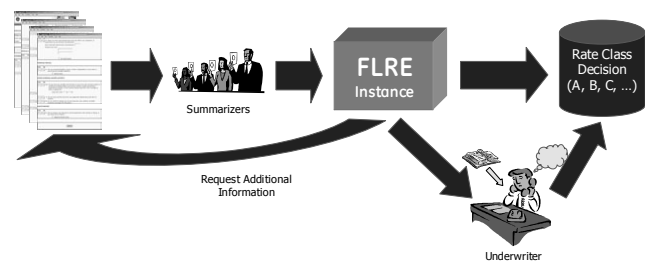 FLRE
Instance
Rate Class
Decision
(A, B, C, ...)
Summarizers
Request Additional
Information
Underwriter